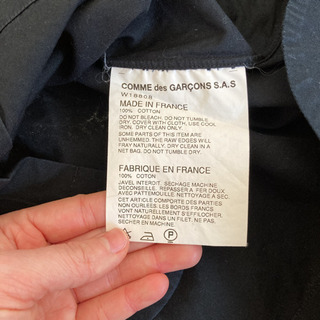 COMME des GARÇONS S.A.S
W18808
MADE IN FRANCE
100% COTTON
DO NOT BLEACH. DO NOT TUMBLE
DRY. COVER WITH CLOTH, USE COOL
IRON. DRY CLEAN ONLY.
SOME PARTS OF THIS ITEM ARE
UNHEMMED. THE RAW EDGES WILL
FRAY NATURALLY. DRY CLEAN IN A
NET BAG. DO NOT TUMBLE DRY.
FABRIQUE EN FRANCE
100% COTON
JAVEL INTERDIT. SECHAGE MACHINE
DECONSEILLE. REPASSER A FER DOUX
AVEC PATTEMOUILLE. NETTOYAGE A SEC.
CET ARTICLE COMPORTE DES PARTIES
NON OURLEES. LES BORDS FRANCS
VONT NATURELLEMENT S'EFFILOCHER.
NETTOYAGE DANS UN FILET. NE PAS
SECHER EN MACHINE.
P